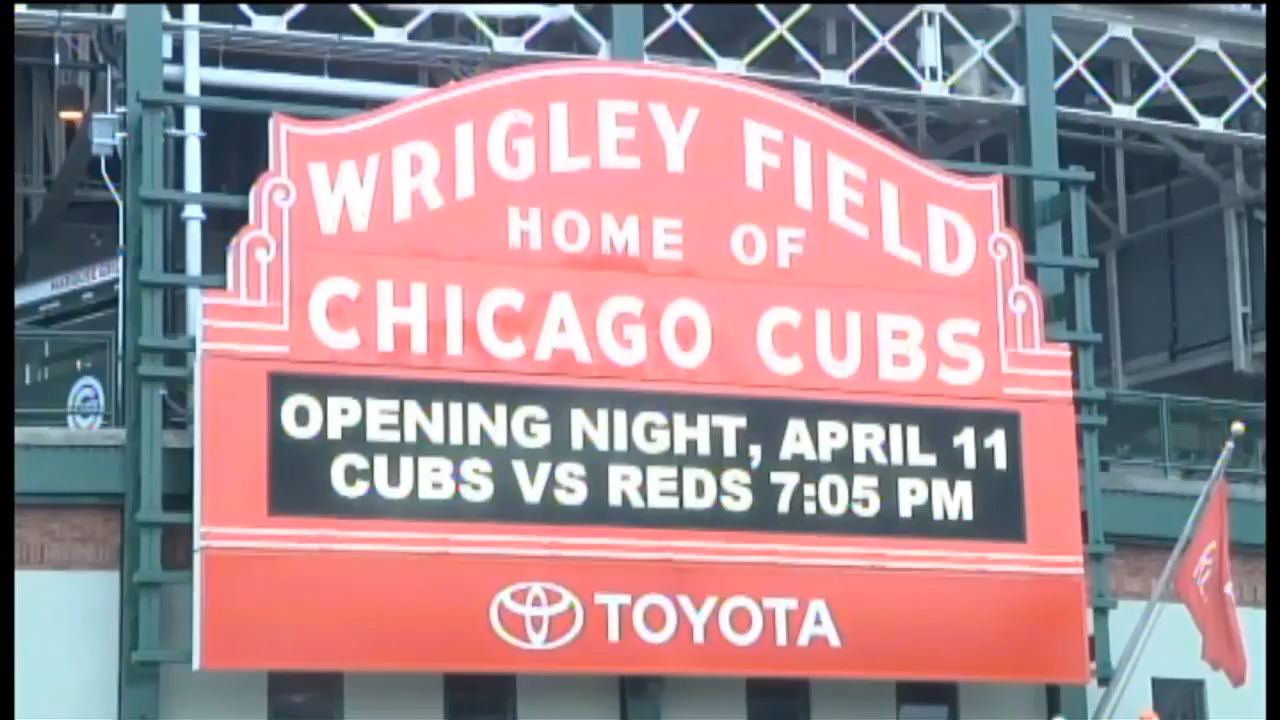 WRIGLEY FIELD
HOME OF
CHICAGO CUBS
OPENING NIGHT, APRIL 11
CUBS VS REDS 7:05 PM
TOYOTA